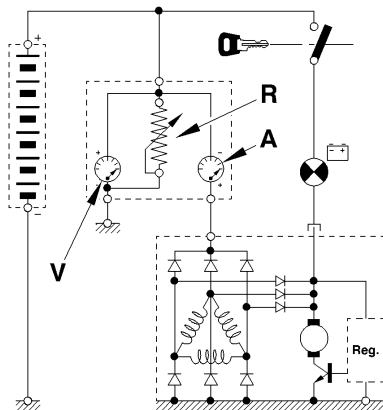 +
R
A
+
-
- +
+
-
V
Reg.